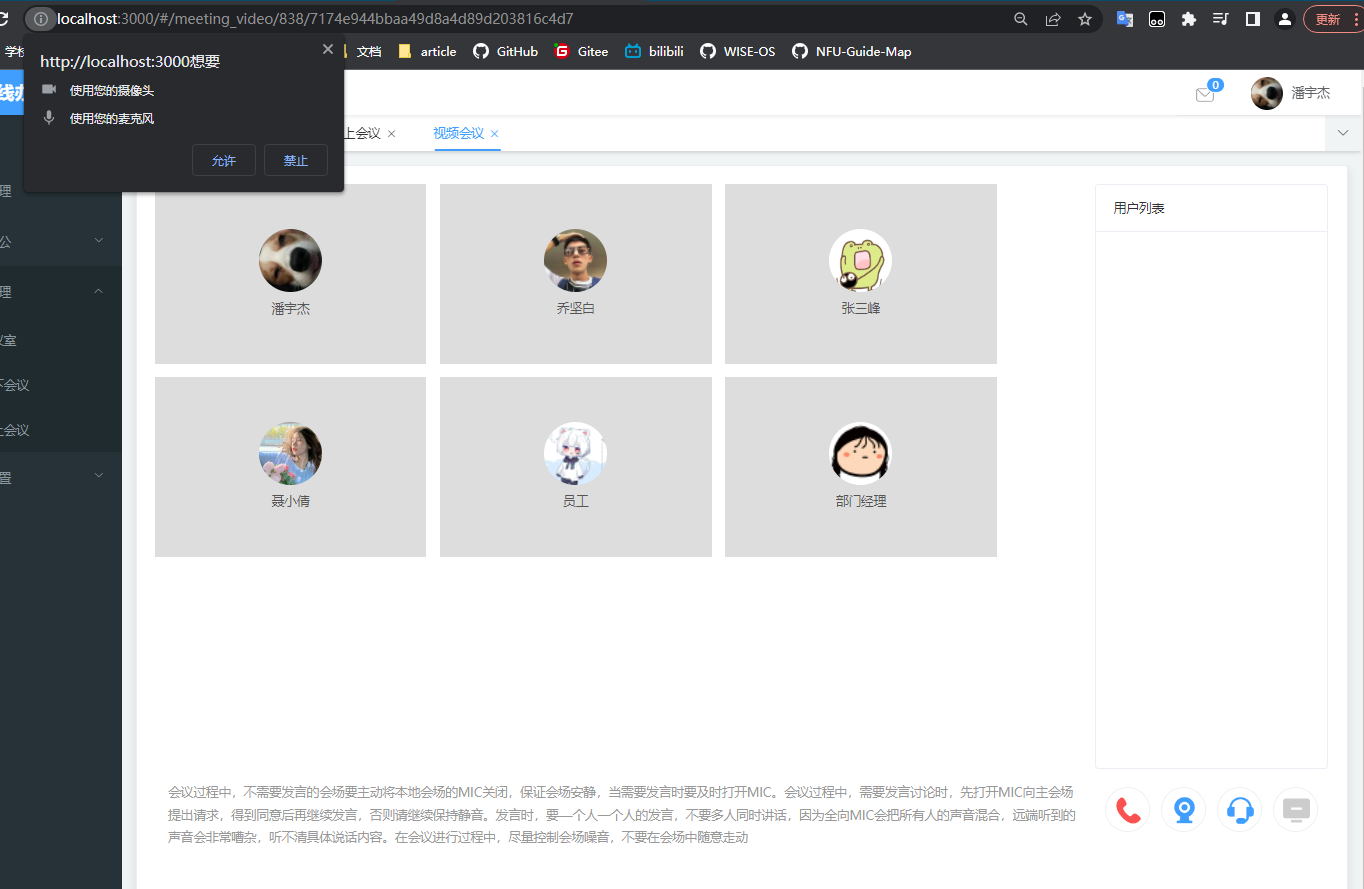 localhost:3000/#/meeting_video/838/7174e944bbaa49d8a4d89d203816c4d7
更新
文档 article GitHub Gitee bilibili WISE-OS NFU-Guide-Map
http://localhost:3000想要
使用您的摄像头
使用您的麦克风
允许 禁止
0 潘宇杰
上会议 视频会议
理
公
理
议室
下会议
上会议
置
潘宇杰 乔坚白 张三峰
聂小倩 员工 部门经理
用户列表
会议过程中，不需要发言的会场要主动将本地会场的MIC关闭，保证会场安静，当需要发言时要及时打开MIC。会议过程中，需要发言讨论时，先打开MIC向主会场
提出请求，得到同意后再继续发言，否则请继续保持静音。发言时，要一个人一个人的发言，不要多人同时讲话，因为全向MIC会把所有人的声音混合，远端听到的
声音会非常嘈杂，听不清具体说话内容。在会议进行过程中，尽量控制会场噪音，不要在会场中随意走动